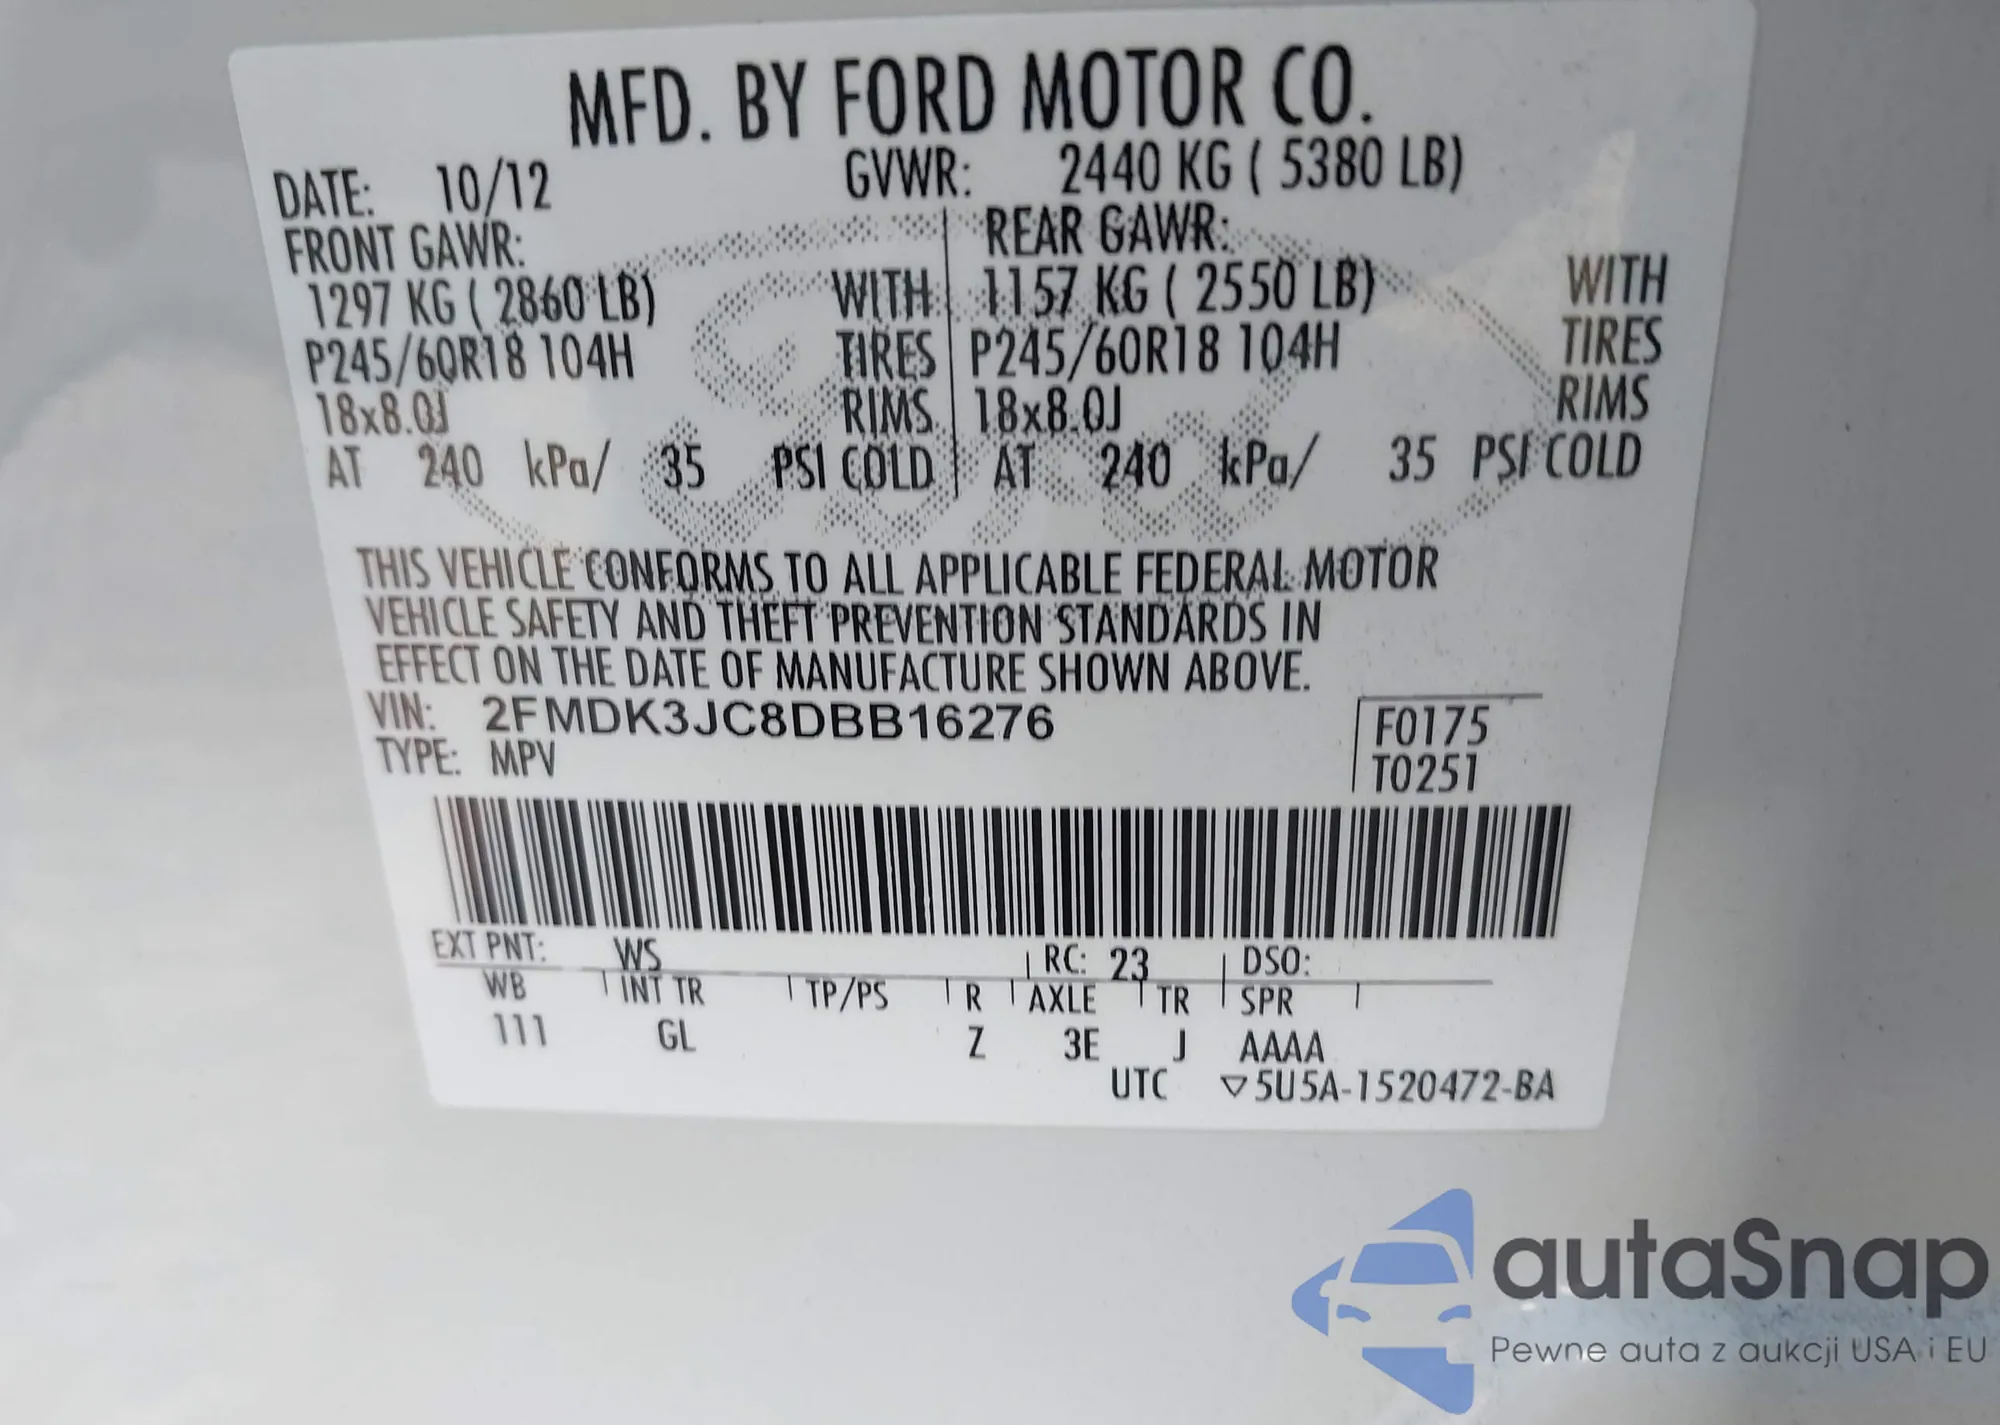 MFD. BY FORD MOTOR CO.
DATE: 10/12 GVWR: 2440 KG ( 5380 LB)
FRONT GAWR: REAR GAWR:
1297 KG ( 2860 LB) WITH 1157 KG ( 2550 LB) WITH
P245/60R18 104H TIRES P245/60R18 104H TIRES
18x8.0J RIMS 18x8.0J RIMS
AT 240 kPa/ 35 PSI COLD AT 240 kPa/ 35 PSI COLD
THIS VEHICLE CONFORMS TO ALL APPLICABLE FEDERAL MOTOR
VEHICLE SAFETY AND THEFT PREVENTION STANDARDS IN
EFFECT ON THE DATE OF MANUFACTURE SHOWN ABOVE.
VIN: 2FMDK3JC8DBB16276 F0175
TYPE: MPV T0251
EXT PNT: WS RC: 23 DSO:
WB INT TR TP/PS R AXLE TR SPR
111 GL Z 3E J AAAA
UTC ▽5U5A-1520472-BA
Ford
autaSnap
Pewne auta z aukcji USA i EU